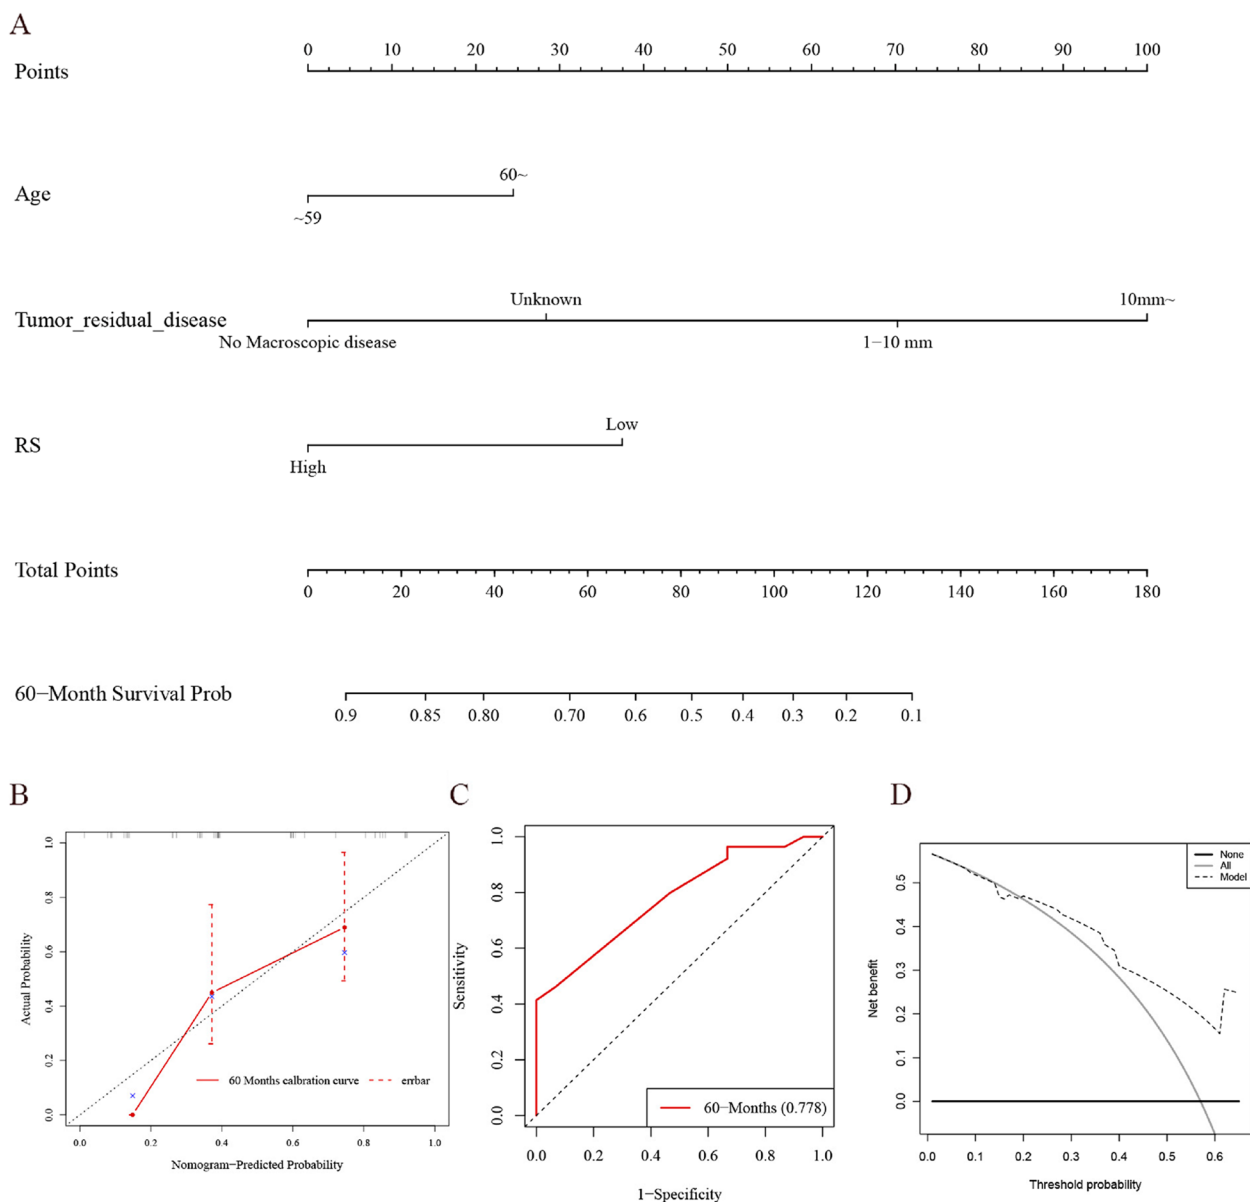 A
Points
0 10 20 30 40 50 60 70 80 90 100
Age
60~
~59
Tumor_residual_disease
Unknown
10mm~
No Macroscopic disease
1−10 mm
RS
Low
High
Total Points
0 20 40 60 80 100 120 140 160 180
60−Month Survival Prob
0.9 0.85 0.80 0.70 0.6 0.5 0.4 0.3 0.2 0.1
B
Actual Probability
1.0
0.8
0.6
0.4
0.2
0.0
60 Months calbration curve
errbar
0.0 0.2 0.4 0.6 0.8 1.0
Nomogram−Predicted Probability
C
Sensitivity
1.0
0.8
0.6
0.4
0.2
0.0
60−Months (0.778)
0.0 0.2 0.4 0.6 0.8 1.0
1−Specificity
D
Net benefit
0.5
0.4
0.3
0.2
0.1
0.0
None
All
Model
0.0 0.1 0.2 0.3 0.4 0.5 0.6
Threshold probability